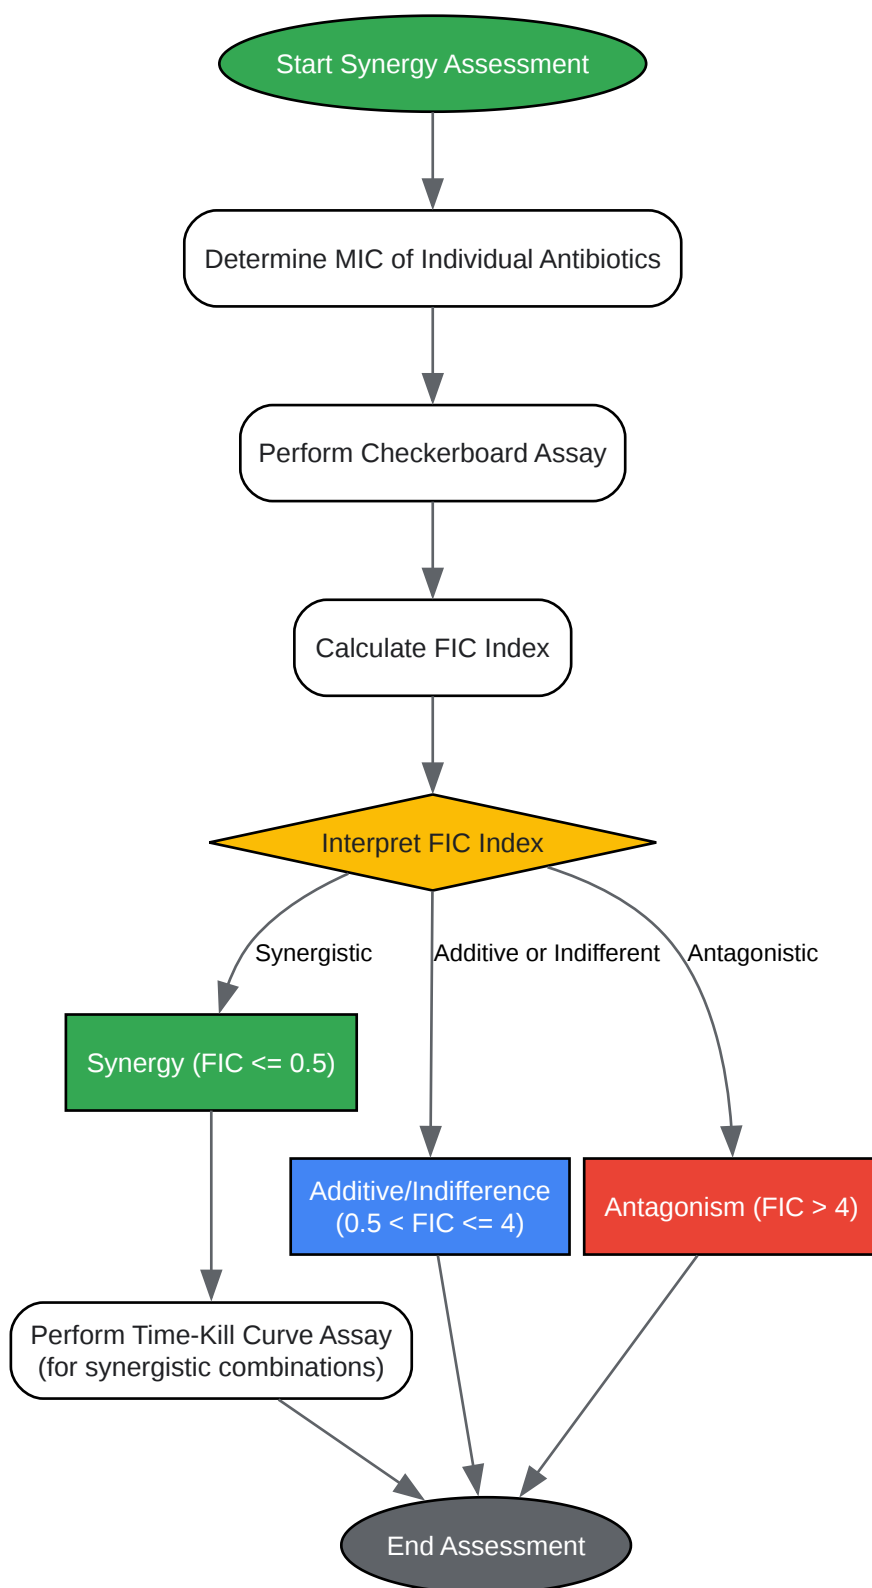 Start Synergy Assessment
Determine MIC of Individual Antibiotics
Perform Checkerboard Assay
Calculate FIC Index
Interpret FIC Index
Synergistic
Additive or Indifferent
Antagonistic
Synergy (FIC <= 0.5)
Additive/Indifference
(0.5 < FIC <= 4)
Antagonism (FIC > 4)
Perform Time-Kill Curve Assay
(for synergistic combinations)
End Assessment